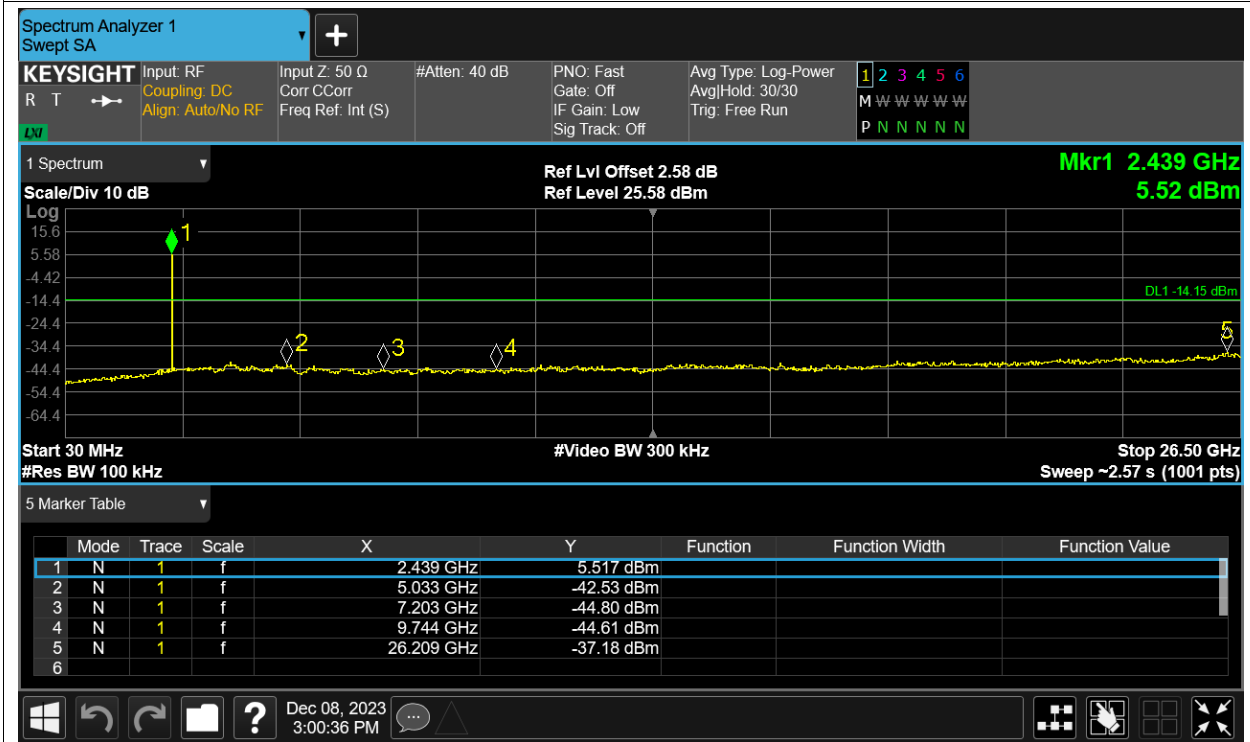 Spectrum Analyzer 1
Swept SA
KEYSIGHT
R T
LXI
Input: RF
Coupling: DC
Align: Auto/No RF
Input Z: 50 Ω
Corr CCorr
Freq Ref: Int (S)
#Atten: 40 dB
PNO: Fast
Gate: Off
IF Gain: Low
Sig Track: Off
Avg Type: Log-Power
Avg|Hold: 30/30
Trig: Free Run
1 2 3 4 5 6
M W W W W W
P N N N N N
1 Spectrum
Scale/Div 10 dB
Ref Lvl Offset 2.58 dB
Ref Level 25.58 dBm
Mkr1 2.439 GHz
5.52 dBm
Log
15.6
5.58
-4.42
-14.4
-24.4
-34.4
-44.4
-54.4
-64.4
1
2
3
4
5
DL1 -14.15 dBm
Start 30 MHz
#Res BW 100 kHz
#Video BW 300 kHz
Stop 26.50 GHz
Sweep ~2.57 s (1001 pts)
5 Marker Table
Mode Trace Scale X Y Function Function Width Function Value
1 N 1 f 2.439 GHz 5.517 dBm
2 N 1 f 5.033 GHz -42.53 dBm
3 N 1 f 7.203 GHz -44.80 dBm
4 N 1 f 9.744 GHz -44.61 dBm
5 N 1 f 26.209 GHz -37.18 dBm
6
?
Dec 08, 2023
3:00:36 PM